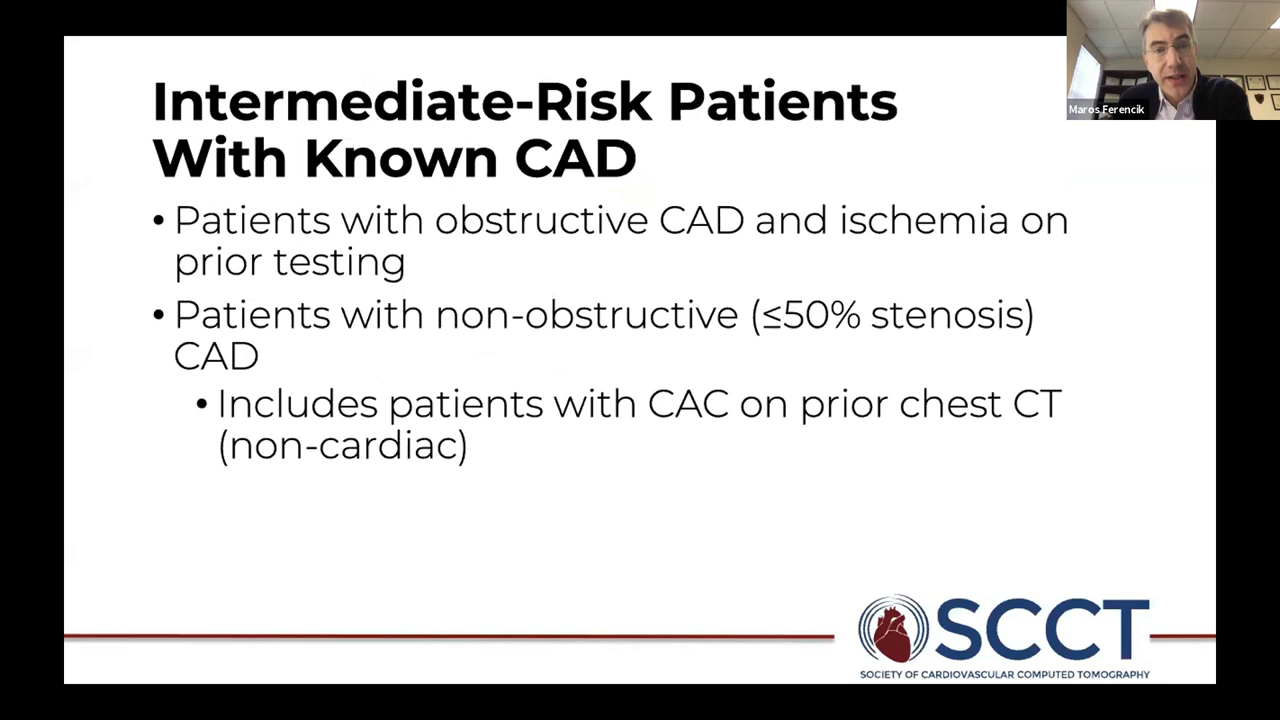 Intermediate-Risk Patients
With Known CAD
• Patients with obstructive CAD and ischemia on
prior testing
• Patients with non-obstructive (≤50% stenosis)
CAD
• Includes patients with CAC on prior chest CT
(non-cardiac)
Maros Ferencik
SCCT
SOCIETY OF CARDIOVASCULAR COMPUTED TOMOGRAPHY